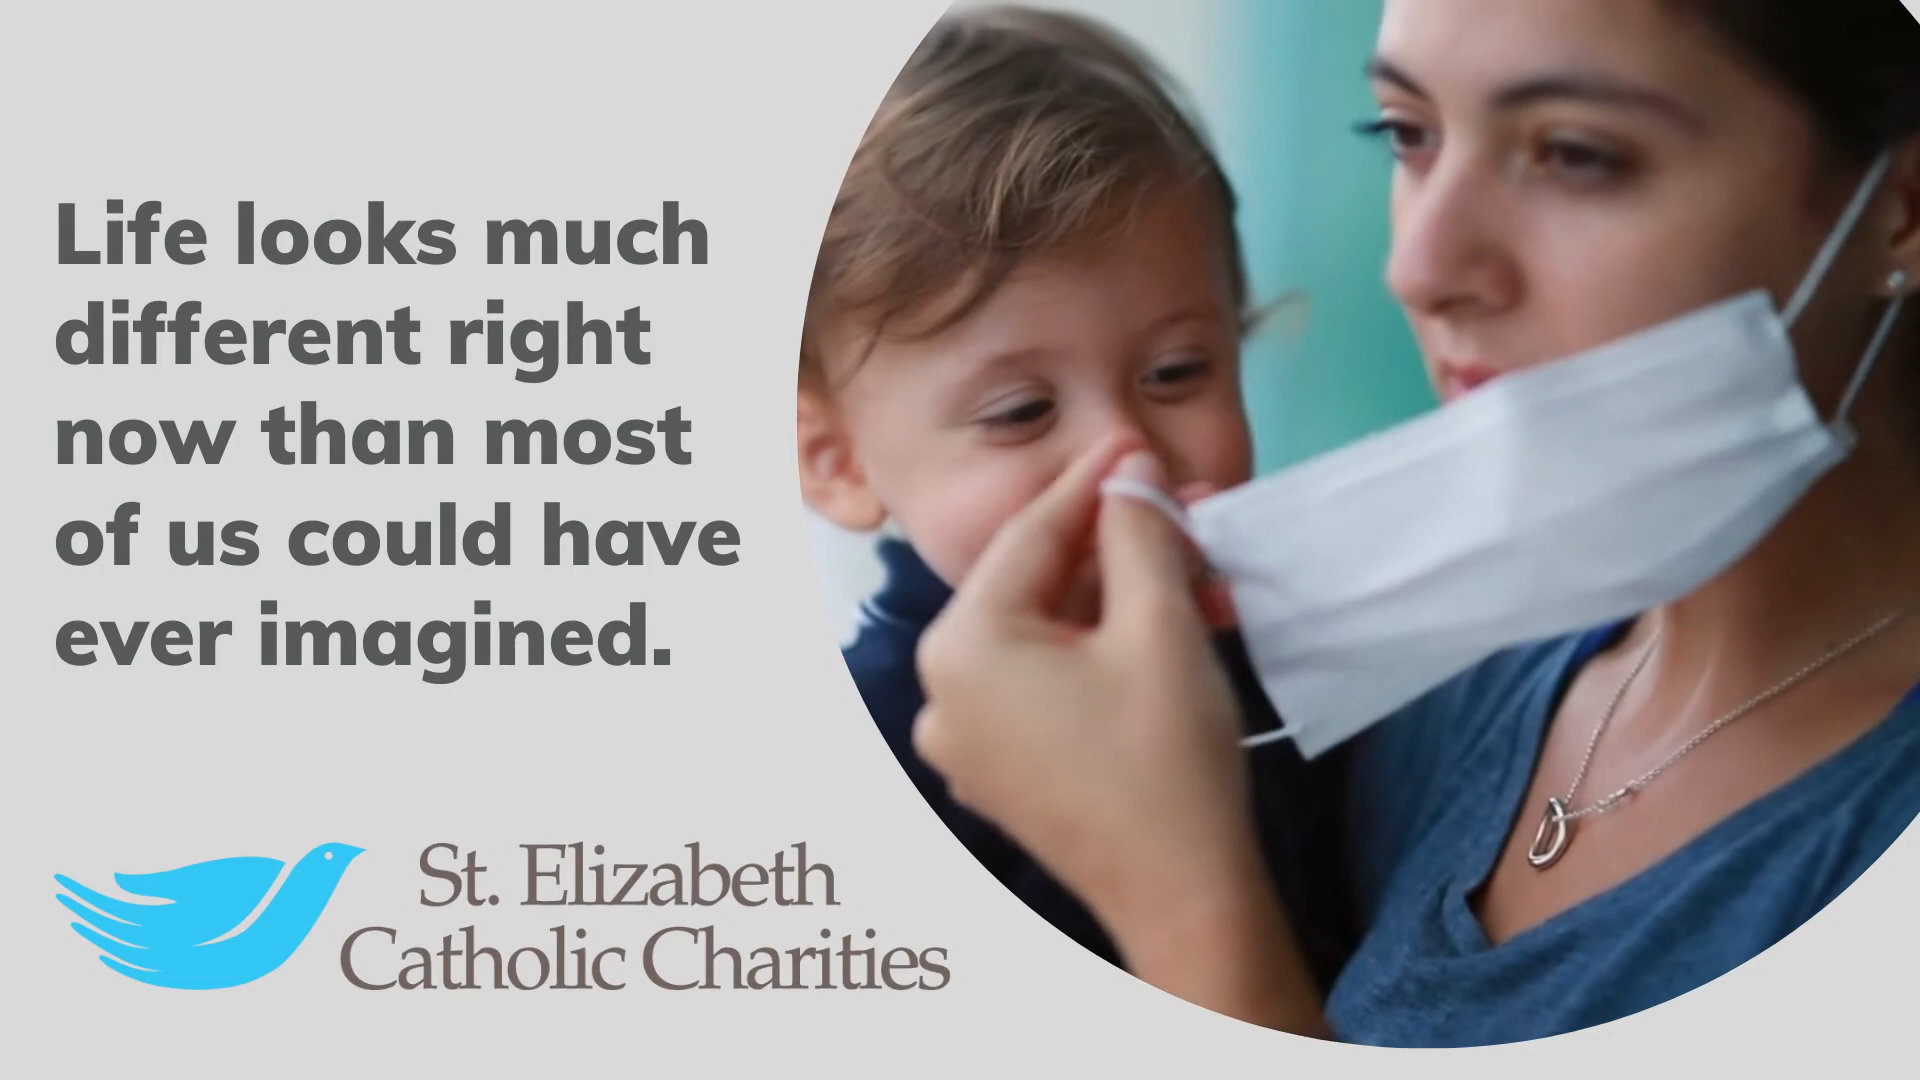 Life looks much
different right
now than most
of us could have
ever imagined.
St. Elizabeth
Catholic Charities